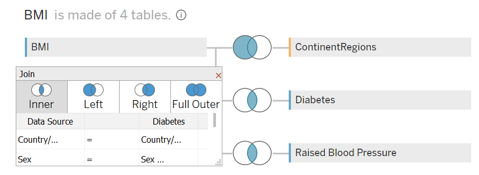 BMI is made of 4 tables.
BMI
ContinentRegions
Join
Inner Left Right Full Outer
Data Source Diabetes
Country/... = Country/...
Sex = Sex ...
Diabetes
Raised Blood Pressure